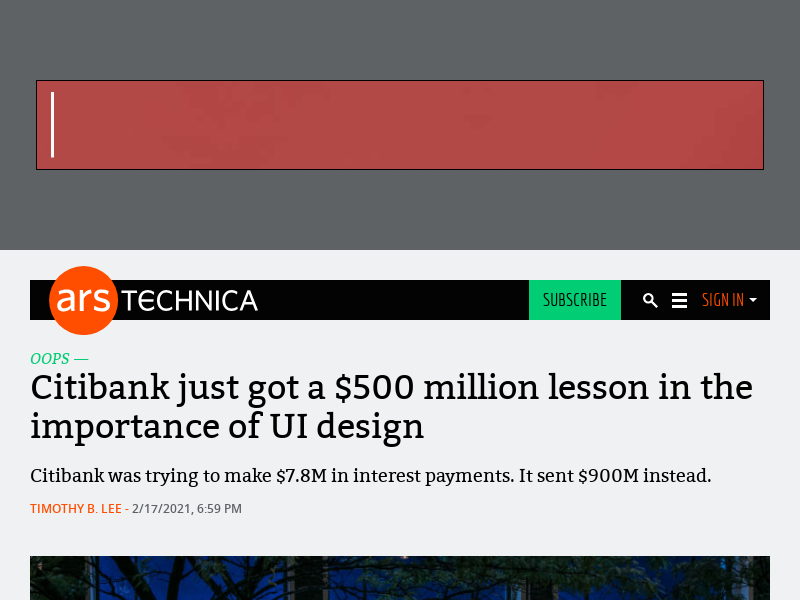 ars TECHNICA
SUBSCRIBE
SIGN IN
OOPS —
Citibank just got a $500 million lesson in the
importance of UI design
Citibank was trying to make $7.8M in interest payments. It sent $900M instead.
TIMOTHY B. LEE - 2/17/2021, 6:59 PM